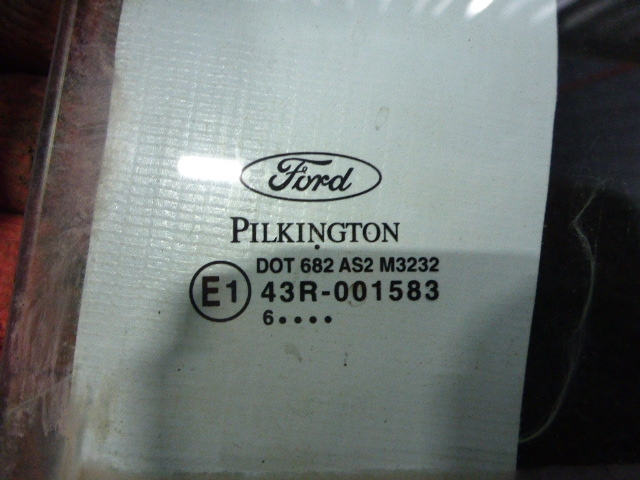 Ford
PILKINGTON
DOT 682 AS2 M3232
E1 43R-001583
6••••